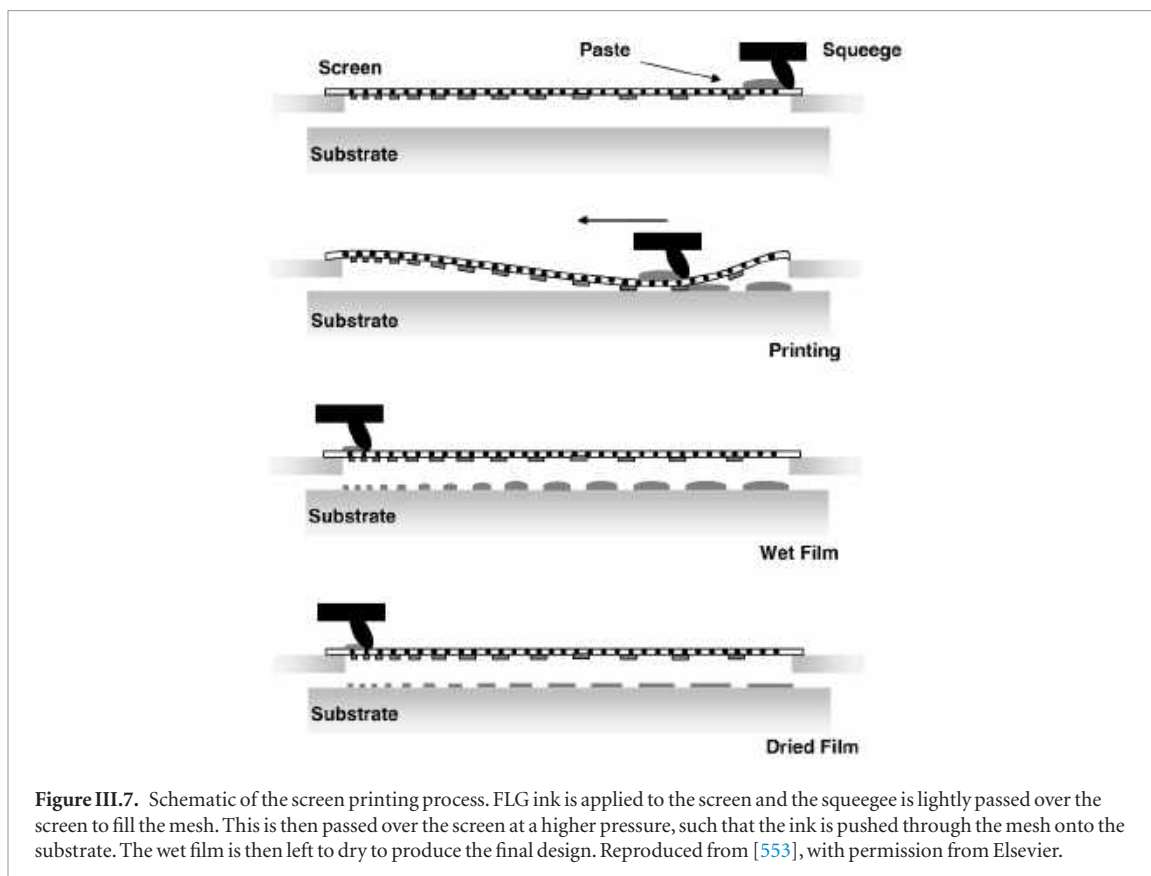 Paste
Squeege
Screen
Substrate
Substrate
Printing
Substrate
Wet Film
Substrate
Dried Film
Figure III.7. Schematic of the screen printing process. FLG ink is applied to the screen and the squeegee is lightly passed over the
screen to fill the mesh. This is then passed over the screen at a higher pressure, such that the ink is pushed through the mesh onto the
substrate. The wet film is then left to dry to produce the final design. Reproduced from [553], with permission from Elsevier.